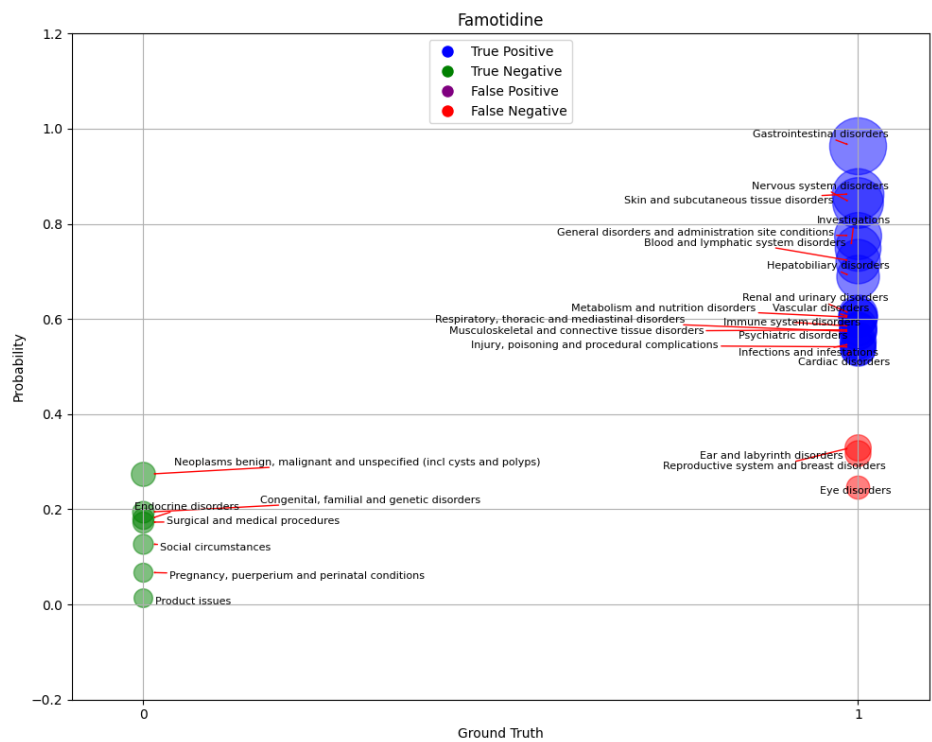 Famotidine
1.2
True Positive
True Negative
False Positive
False Negative
1.0
Gastrointestinal disorders
Nervous system disorders
Skin and subcutaneous tissue disorders
0.8
Investigations
General disorders and administration site conditions
Blood and lymphatic system disorders
Hepatobiliary disorders
Renal and urinary disorders
Metabolism and nutrition disorders
Vascular disorders
0.6
Respiratory, thoracic and mediastinal disorders
Immune system disorders
Musculoskeletal and connective tissue disorders
Psychiatric disorders
Injury, poisoning and procedural complications
Infections and infestations
Cardiac disorders
Probability
0.4
Ear and labyrinth disorders
Neoplasms benign, malignant and unspecified (incl cysts and polyps)
Reproductive system and breast disorders
Eye disorders
Congenital, familial and genetic disorders
Endocrine disorders
0.2
Surgical and medical procedures
Social circumstances
Pregnancy, puerperium and perinatal conditions
Product issues
0.0
−0.2
0
1
Ground Truth